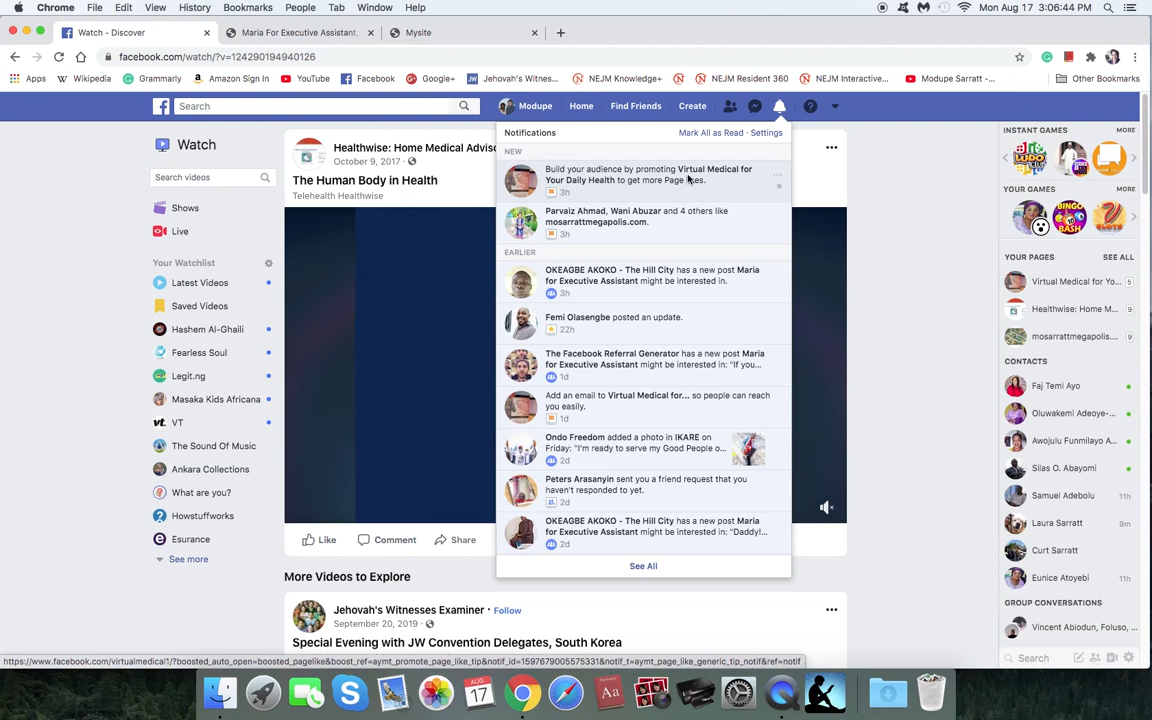 Chrome File Edit View History Bookmarks People Tab Window Help Mon Aug 17 3:06:44 PM
Watch - Discover Maria For Executive Assistant, Mysite
facebook.com/watch/?v=124290194940126
Apps Wikipedia Grammarly Amazon Sign In YouTube Facebook Google+ Jehovah's Witnes... NEJM Knowledge+ NEJM Resident 360 NEJM Interactive... Modupe Sarratt -... Other Bookmarks
Search Modupe Home Find Friends Create
Watch
Search videos
Shows
Live
Your Watchlist
Latest Videos
Saved Videos
Hashem Al-Ghaili
Fearless Soul
Legit.ng
Masaka Kids Africana
VT
The Sound Of Music
Ankara Collections
What are you?
Howstuffworks
Esurance
See more
Healthwise: Home Medical Adviso
October 9, 2017
The Human Body in Health
Telehealth Healthwise
Like Comment Share
More Videos to Explore
Jehovah's Witnesses Examiner · Follow
September 20, 2019
Special Evening with JW Convention Delegates, South Korea
Notifications Mark All as Read · Settings
NEW
Build your audience by promoting Virtual Medical for
Your Daily Health to get more Page
3h
Parvaiz Ahmad, Wani Abuzar and 4 others like
mosarrattmegapolis.com.
3h
EARLIER
OKEAGBE AKOKO - The Hill City has a new post Maria
for Executive Assistant might be interested in.
3h
Femi Olasengbe posted an update.
22h
The Facebook Referral Generator has a new post Maria
for Executive Assistant might be interested in: "If you...
1d
Add an email to Virtual Medical for... so people can reach
you easily.
1d
Ondo Freedom added a photo in IKARE on
Friday: "I'm ready to serve my Good People o...
2d
Peters Arasanyin sent you a friend request that you
haven't responded to yet.
2d
OKEAGBE AKOKO - The Hill City has a new post Maria
for Executive Assistant might be interested in: "Daddy!...
2d
See All
INSTANT GAMES MORE
YOUR GAMES MORE
YOUR PAGES SEE ALL
Virtual Medical for Yo... 5
Healthwise: Home M... 9
mosarrattmegapolis.... 9
CONTACTS
Faj Temi Ayo
Oluwakemi Adeoye-...
Awojulu Funmilayo A...
Silas O. Abayomi
Samuel Adebolu 11h
Laura Sarratt 9m
Curt Sarratt
Eunice Atoyebi 11h
GROUP CONVERSATIONS
Vincent Abiodun, Foluso, ...
Search
https://www.facebook.com/virtualmedical1/?boosted_auto_open=boosted_pagelike&boost_ref=aymt_promote_page_like_tip&notif_id=1597679005575331&notif_t=aymt_page_like_generic_tip_notif&ref=notif
AUG
17